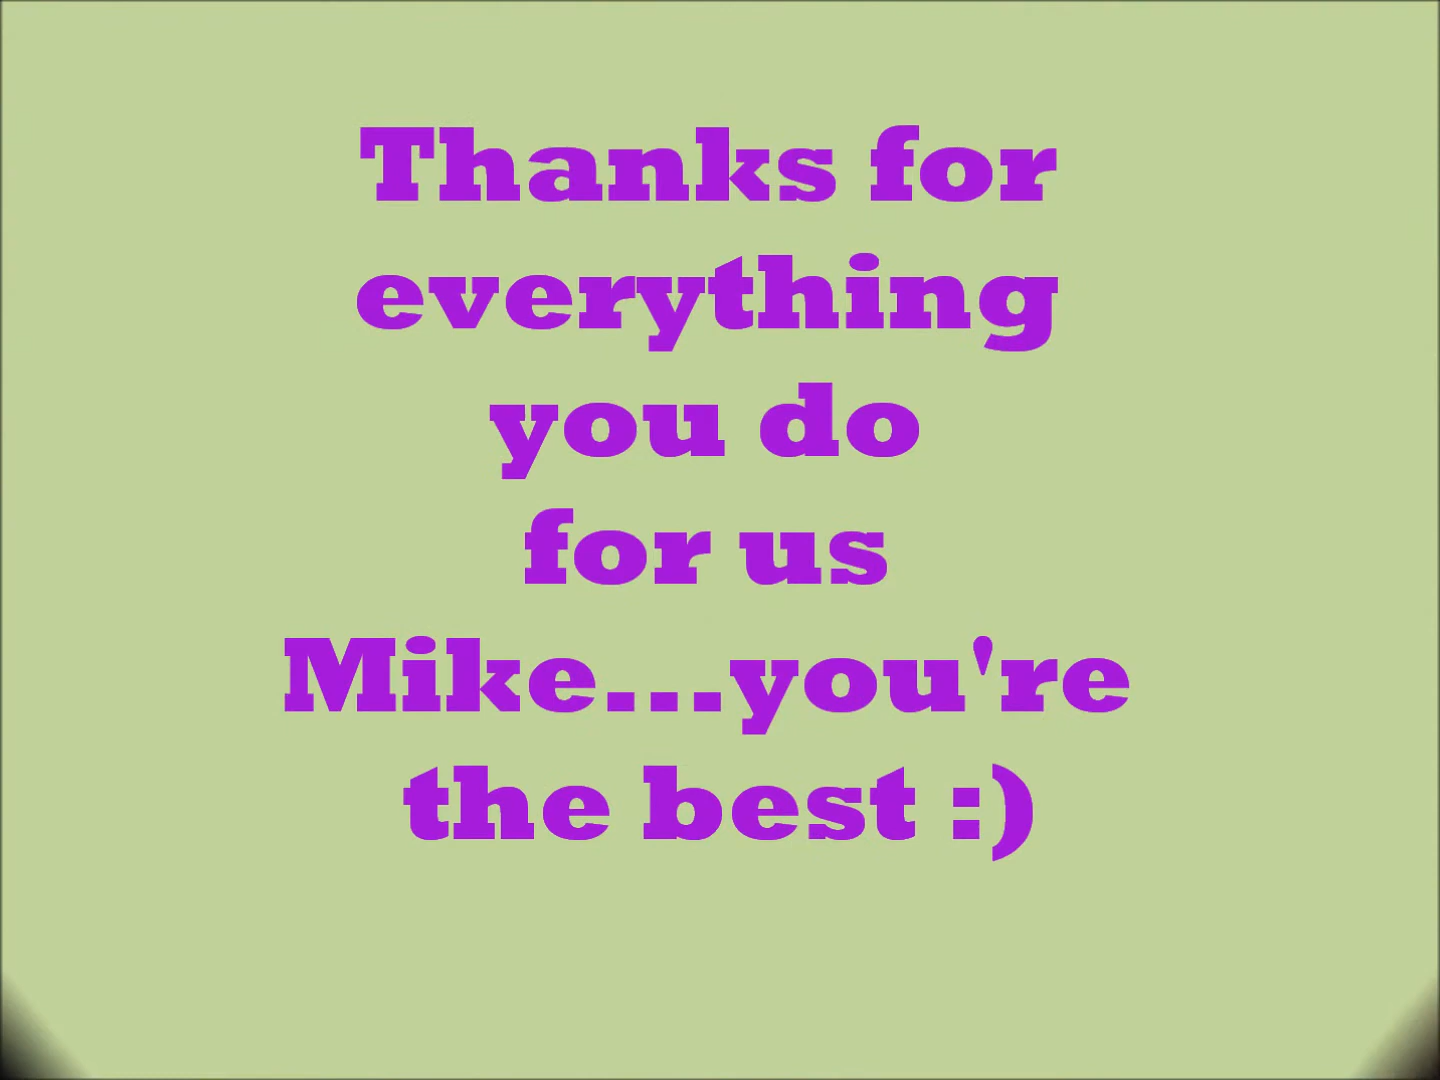 Thanks for
everything
you do
for us
Mike...you're
the best :)